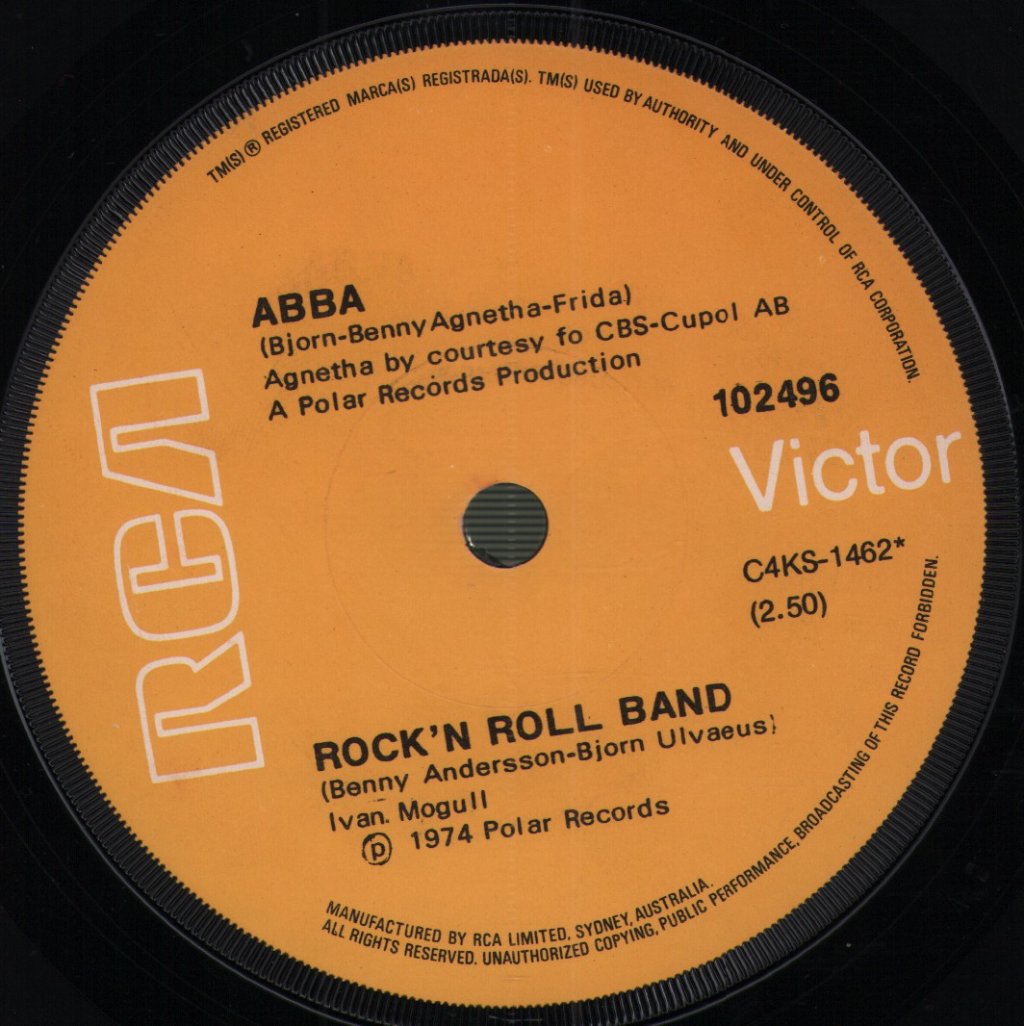 TM(S) ® REGISTERED MARCA(S) REGISTRADA(S). TM(S) USED BY AUTHORITY AND UNDER CONTROL OF RCA CORPORATION.
ABBA
(Bjorn-Benny Agnetha-Frida)
Agnetha by courtesy fo CBS-Cupol AB
A Polar Records Production
102496
RCA
Victor
C4KS-1462*
(2.50)
ROCK'N ROLL BAND
(Benny Andersson-Bjorn Ulvaeus)
Ivan. Mogull
℗ 1974 Polar Records
MANUFACTURED BY RCA LIMITED, SYDNEY, AUSTRALIA.
ALL RIGHTS RESERVED. UNAUTHORIZED COPYING, PUBLIC PERFORMANCE, BROADCASTING OF THIS RECORD FORBIDDEN.